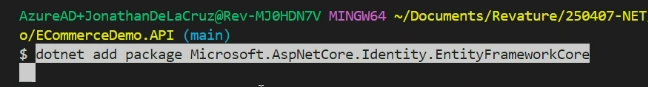 AzureAD+JonathanDeLaCruz@Rev-MJ0HDN7V MINGW64 ~/Documents/Revature/250407-NET
o/ECommerceDemo.API (main)
$ dotnet add package Microsoft.AspNetCore.Identity.EntityFrameworkCore